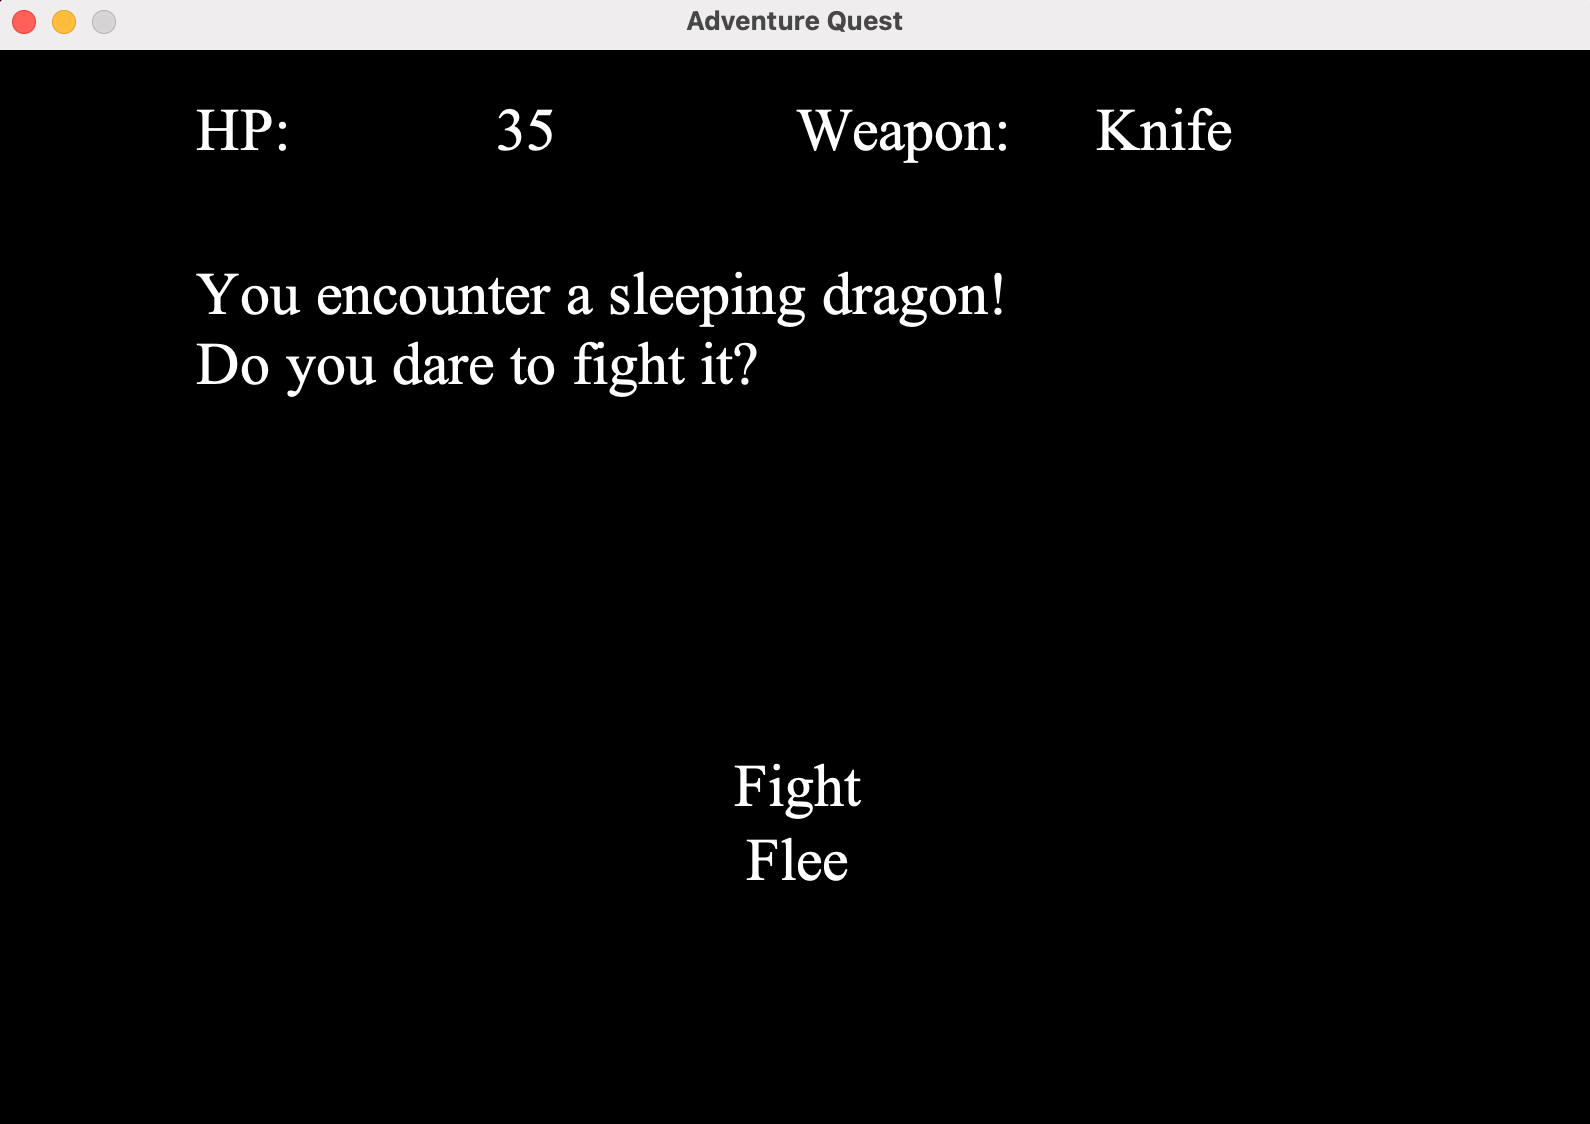 Adventure Quest
HP: 35 Weapon: Knife
You encounter a sleeping dragon!
Do you dare to fight it?
Fight
Flee